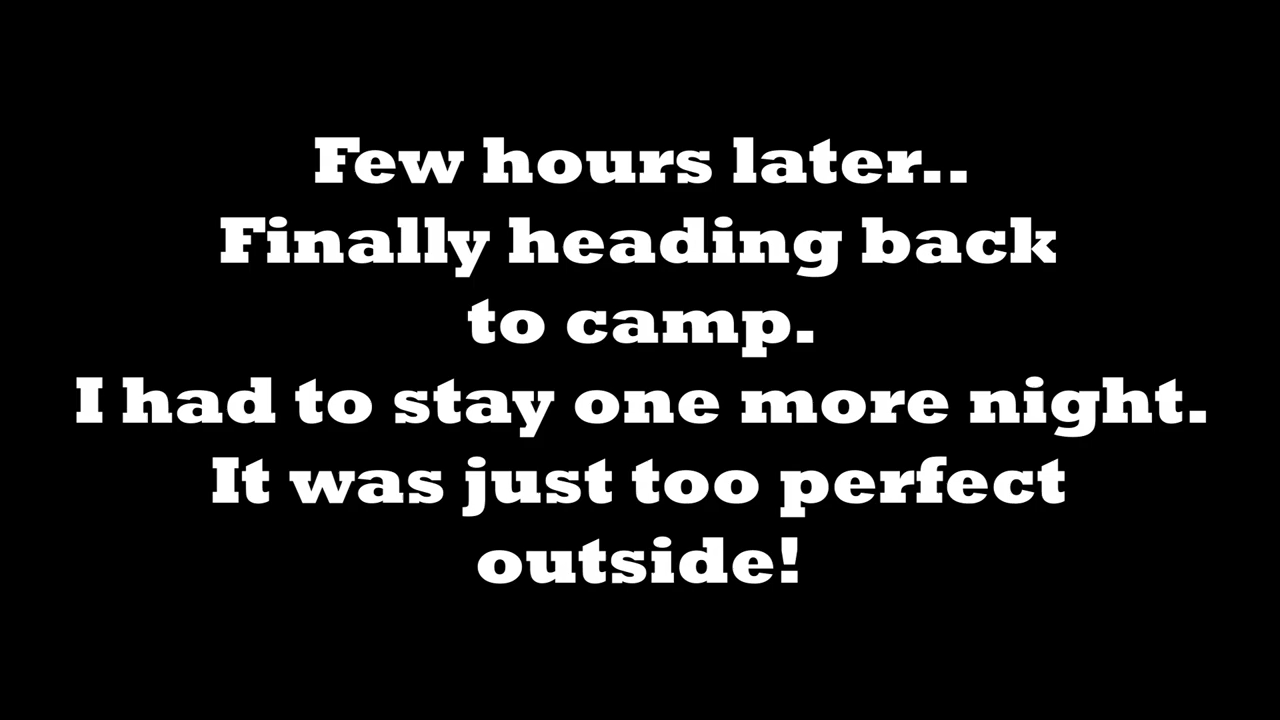 Few hours later..
Finally heading back
to camp.
I had to stay one more night.
It was just too perfect
outside!